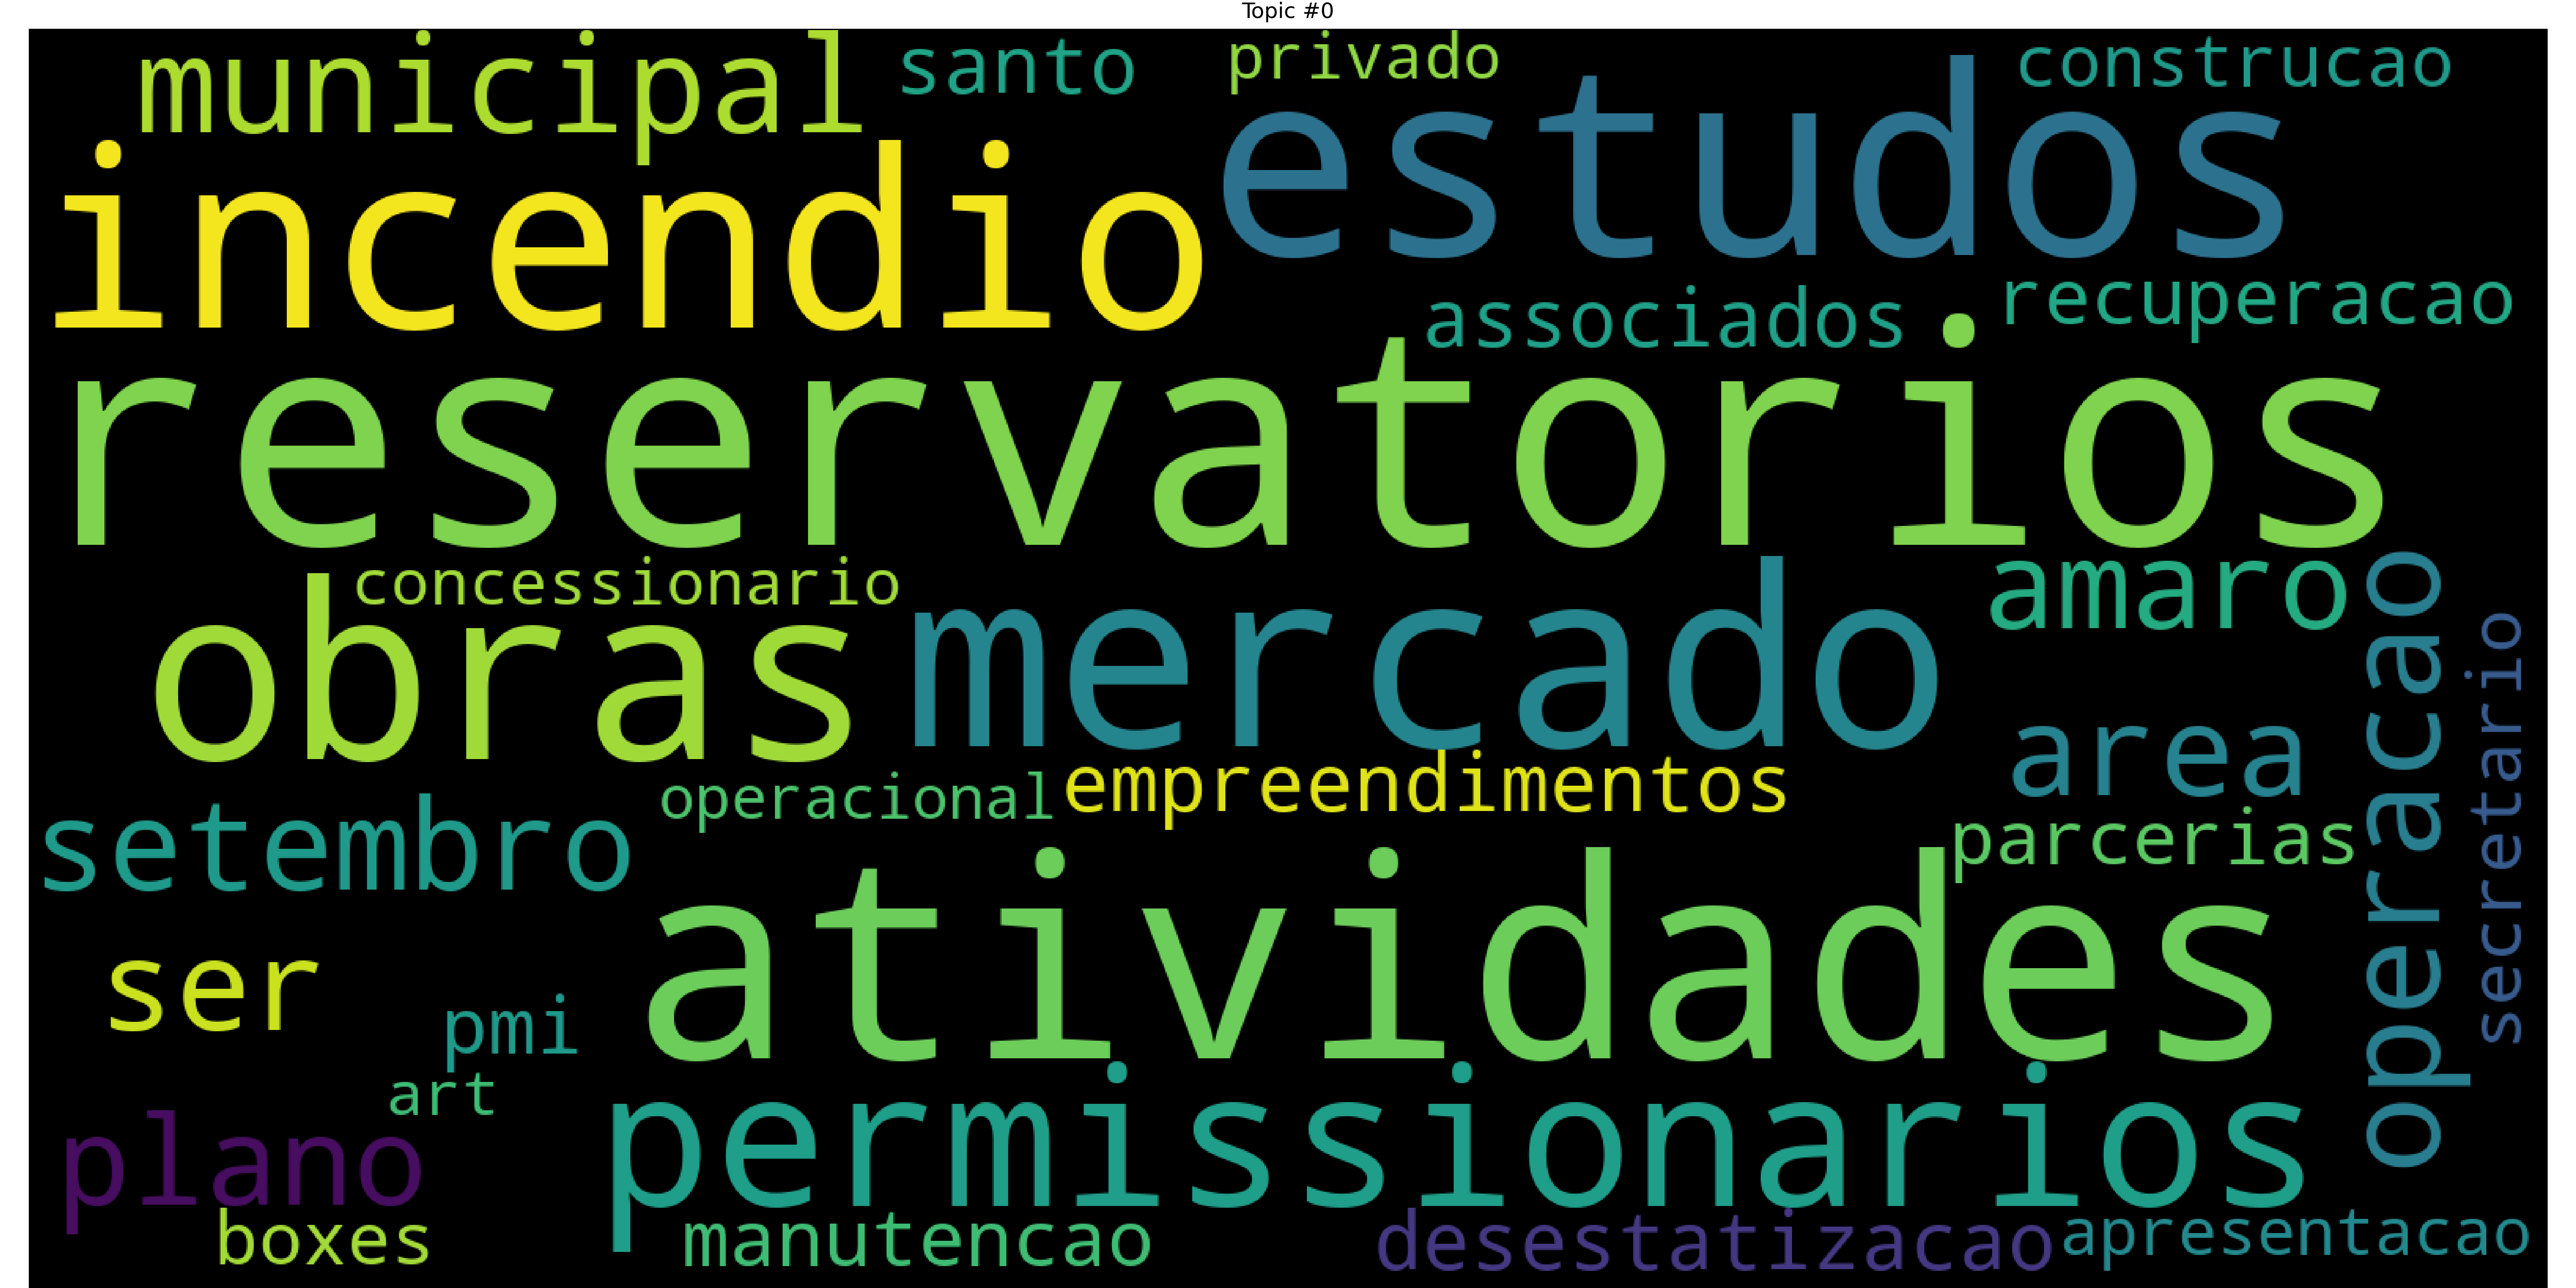 Topic #0
municipal
santo
privado
construcao
incendio
estudos
associados
recuperacao
reservatorios
concessionario
amaro
obras
mercado
operacao
secretario
area
empreendimentos
operacional
setembro
parcerias
atividades
ser
pmi
art
permissionarios
plano
boxes
manutencao
desestatizacao
apresentacao